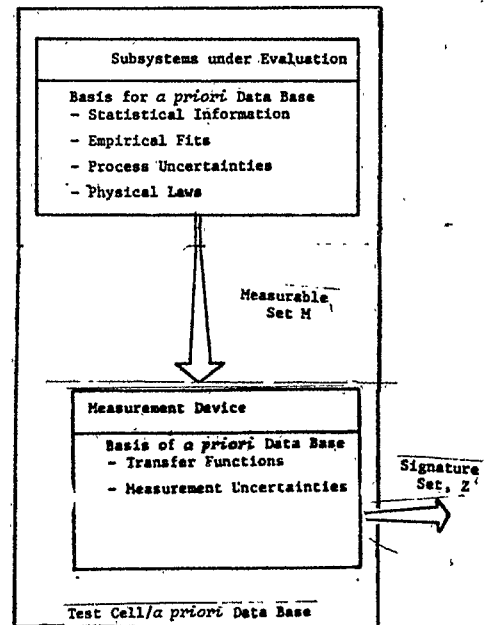 Subsystems under Evaluation
Basis for a priori Data Base
- Statistical Information
- Empirical Fits
- Process Uncertainties
- Physical Laws
Measurable
Set M
Measurement Device
Basis of a priori Data Base
- Transfer Functions
- Measurement Uncertainties
Signature
Set, Z
Test Cell/a priori Data Base